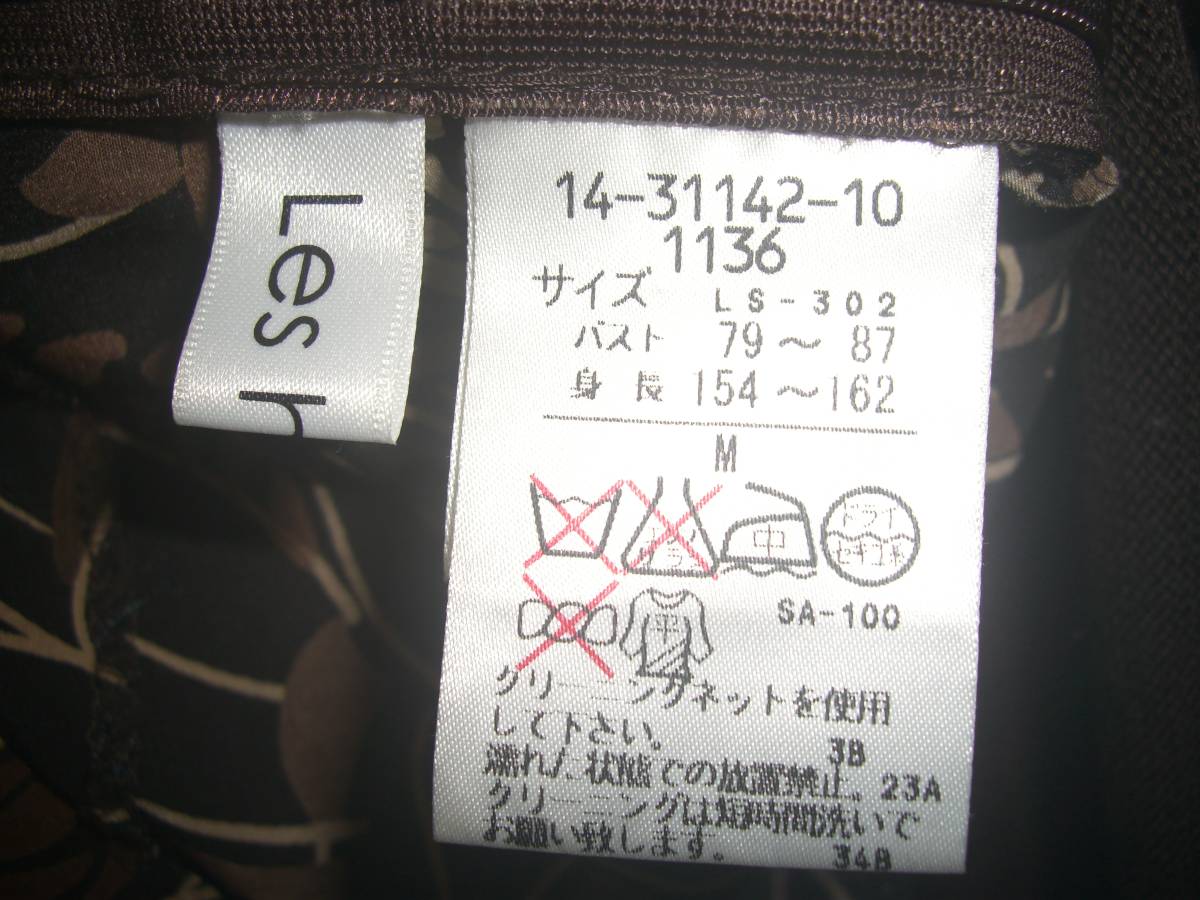 Les
14-31142-10
1136
サイズ LS-302
バスト 79～ 87
身長 154～162
M
中
ドライ
セキユ系
平
SA-100
クリーニングネットを使用
して下さい。 3B
濡れた状態での放置禁止。23A
クリーニングは短時間洗いで
お願い致します。 34B